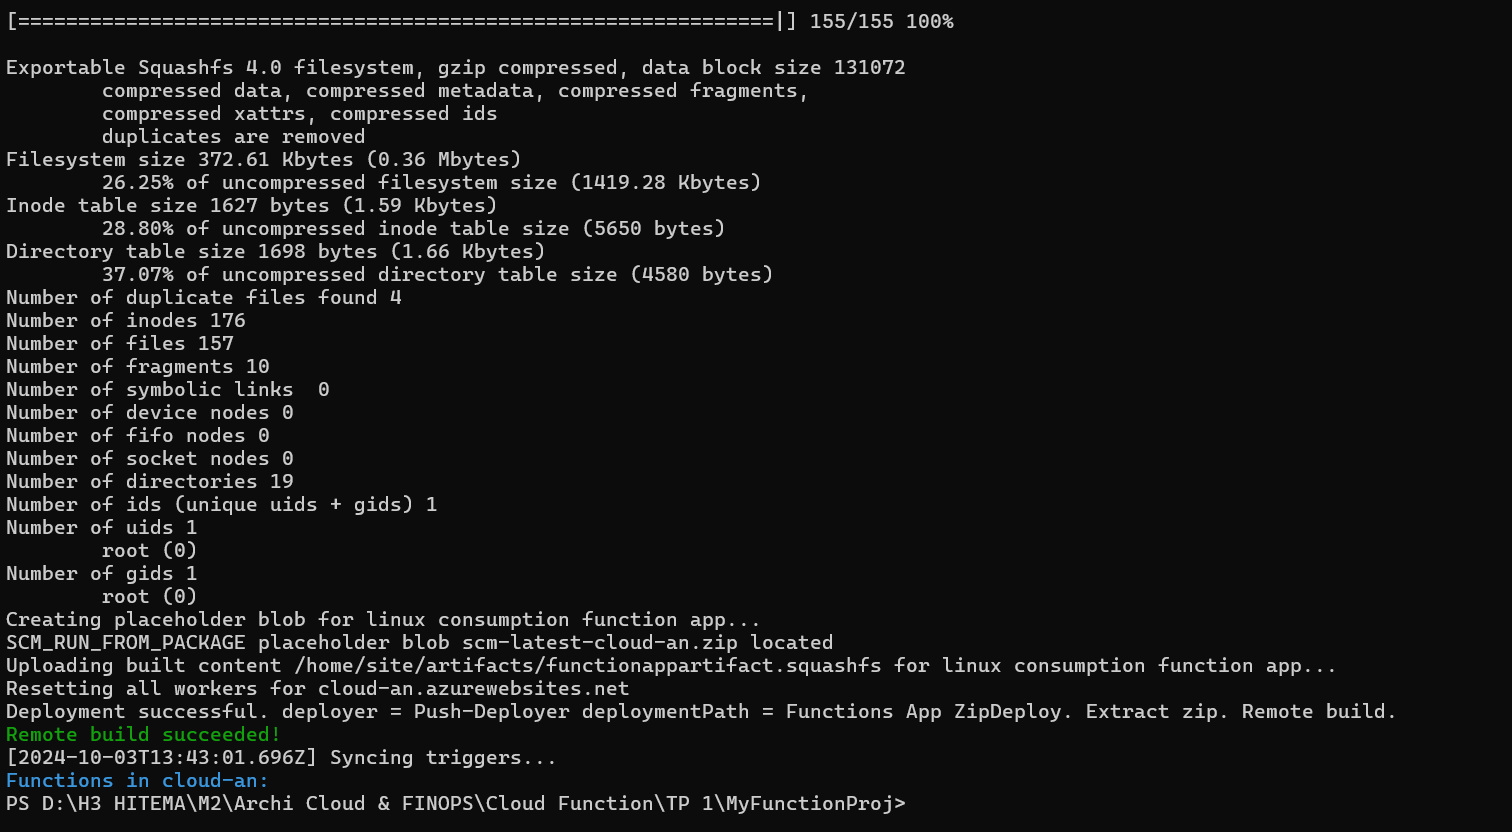 [===============================================================|] 155/155 100%
Exportable Squashfs 4.0 filesystem, gzip compressed, data block size 131072
compressed data, compressed metadata, compressed fragments,
compressed xattrs, compressed ids
duplicates are removed
Filesystem size 372.61 Kbytes (0.36 Mbytes)
26.25% of uncompressed filesystem size (1419.28 Kbytes)
Inode table size 1627 bytes (1.59 Kbytes)
28.80% of uncompressed inode table size (5650 bytes)
Directory table size 1698 bytes (1.66 Kbytes)
37.07% of uncompressed directory table size (4580 bytes)
Number of duplicate files found 4
Number of inodes 176
Number of files 157
Number of fragments 10
Number of symbolic links  0
Number of device nodes 0
Number of fifo nodes 0
Number of socket nodes 0
Number of directories 19
Number of ids (unique uids + gids) 1
Number of uids 1
root (0)
Number of gids 1
root (0)
Creating placeholder blob for linux consumption function app...
SCM_RUN_FROM_PACKAGE placeholder blob scm-latest-cloud-an.zip located
Uploading built content /home/site/artifacts/functionappartifact.squashfs for linux consumption function app...
Resetting all workers for cloud-an.azurewebsites.net
Deployment successful. deployer = Push-Deployer deploymentPath = Functions App ZipDeploy. Extract zip. Remote build.
Remote build succeeded!
[2024-10-03T13:43:01.696Z] Syncing triggers...
Functions in cloud-an:
PS D:\H3 HITEMA\M2\Archi Cloud & FINOPS\Cloud Function\TP 1\MyFunctionProj>